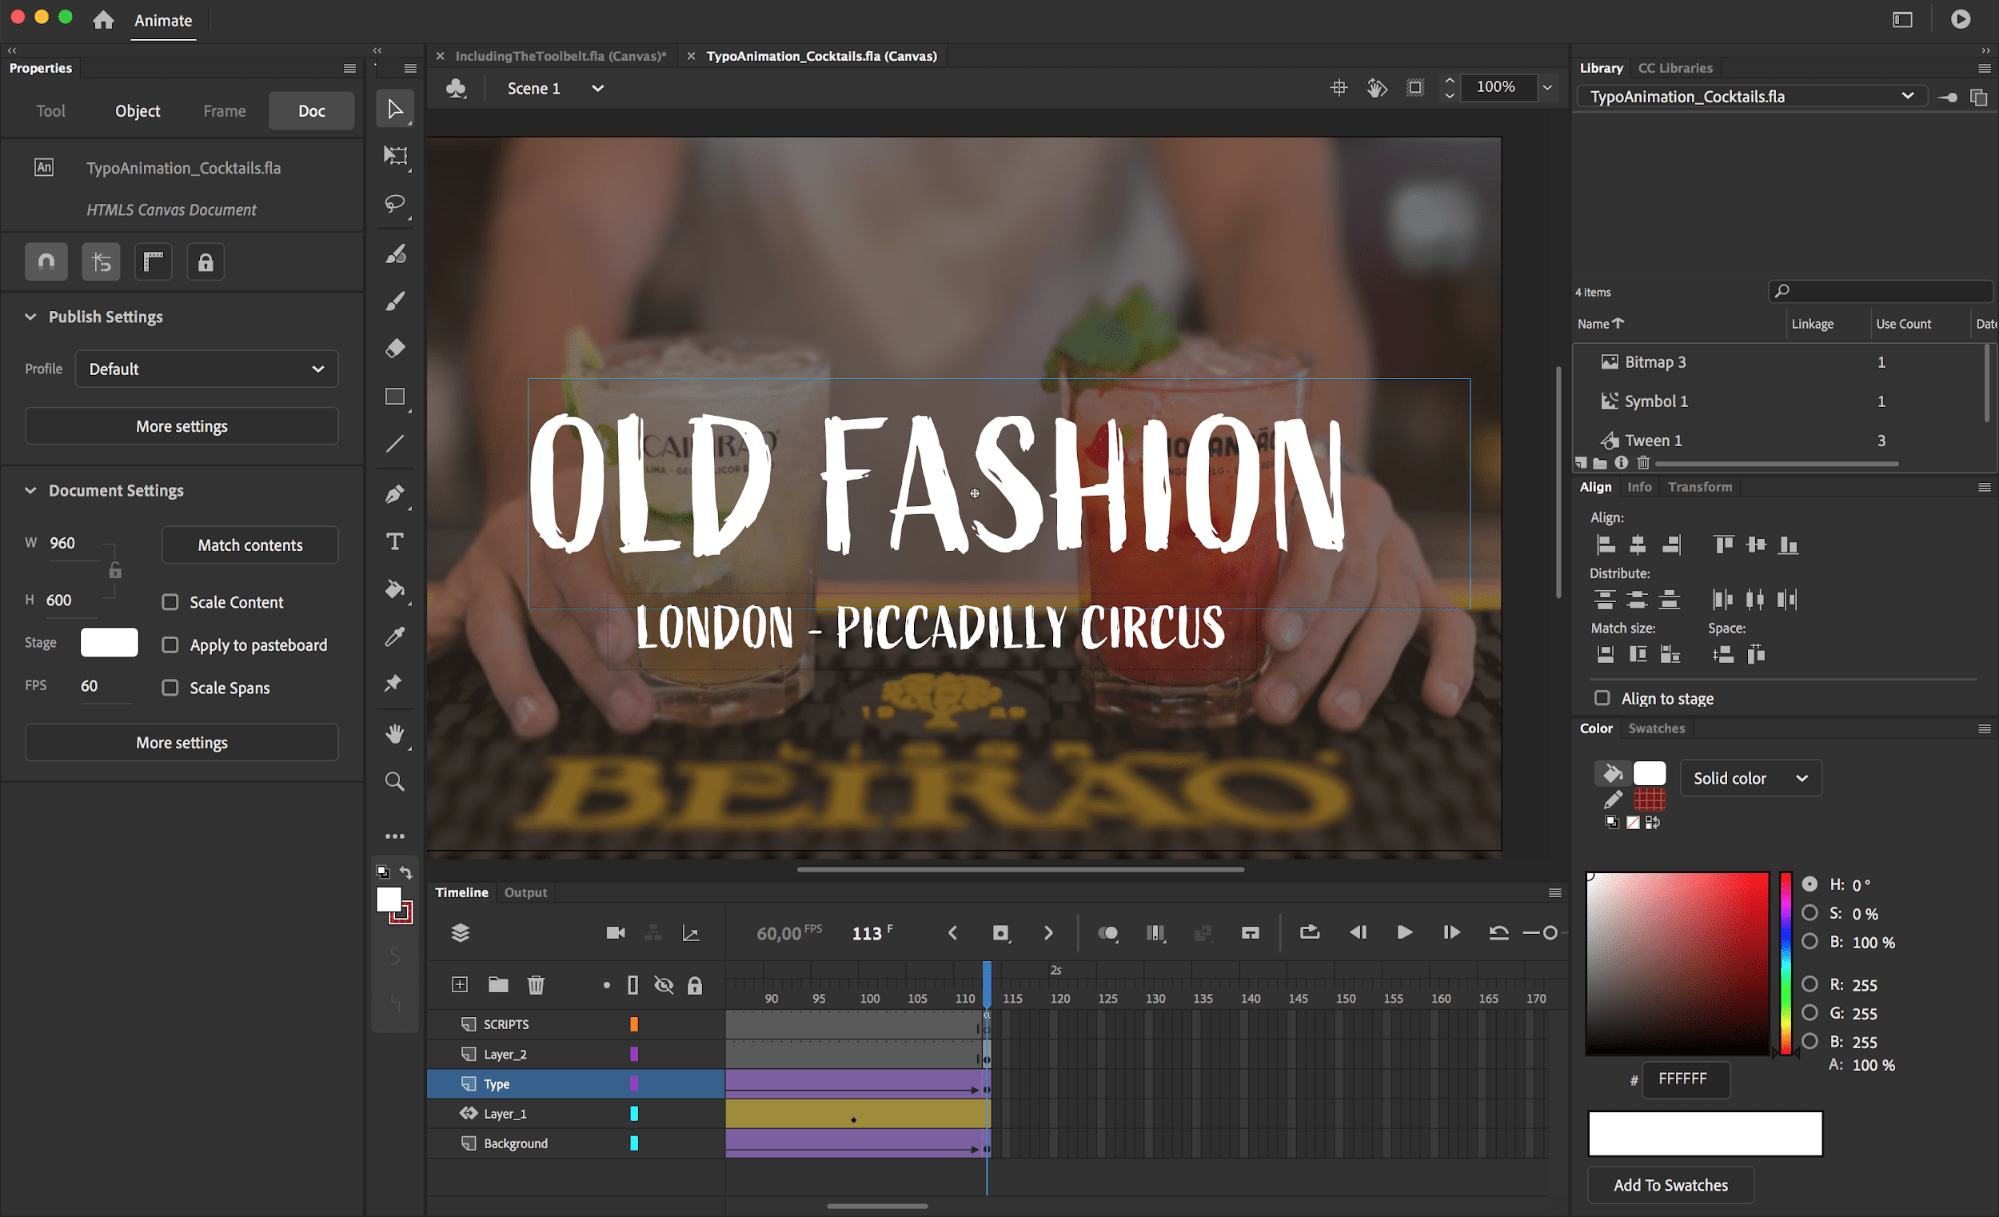 Animate
Properties
Tool Object Frame Doc
An TypoAnimation_Cocktails.fla
HTML5 Canvas Document
Publish Settings
Profile Default
More settings
Document Settings
W 960 Match contents
H 600 Scale Content
Stage Apply to pasteboard
FPS 60 Scale Spans
More settings
IncludingTheToolbelt.fla (Canvas)* TypoAnimation_Cocktails.fla (Canvas)
Scene 1 100%
OLD FASHION
LONDON - PICCADILLY CIRCUS
19 29
BEIRÃO
Timeline Output
60,00 FPS 113 F
2s
90 95 100 105 110 115 120 125 130 135 140 145 150 155 160 165 170
SCRIPTS
Layer_2
Type
Layer_1
Background
Library CC Libraries
TypoAnimation_Cocktails.fla
4 items
Name Linkage Use Count Date
Bitmap 3 1
Symbol 1 1
Tween 1 3
Align Info Transform
Align:
Distribute:
Match size: Space:
Align to stage
Color Swatches
Solid color
H: 0 °
S: 0 %
B: 100 %
R: 255
G: 255
B: 255
A: 100 %
# FFFFFF
Add To Swatches